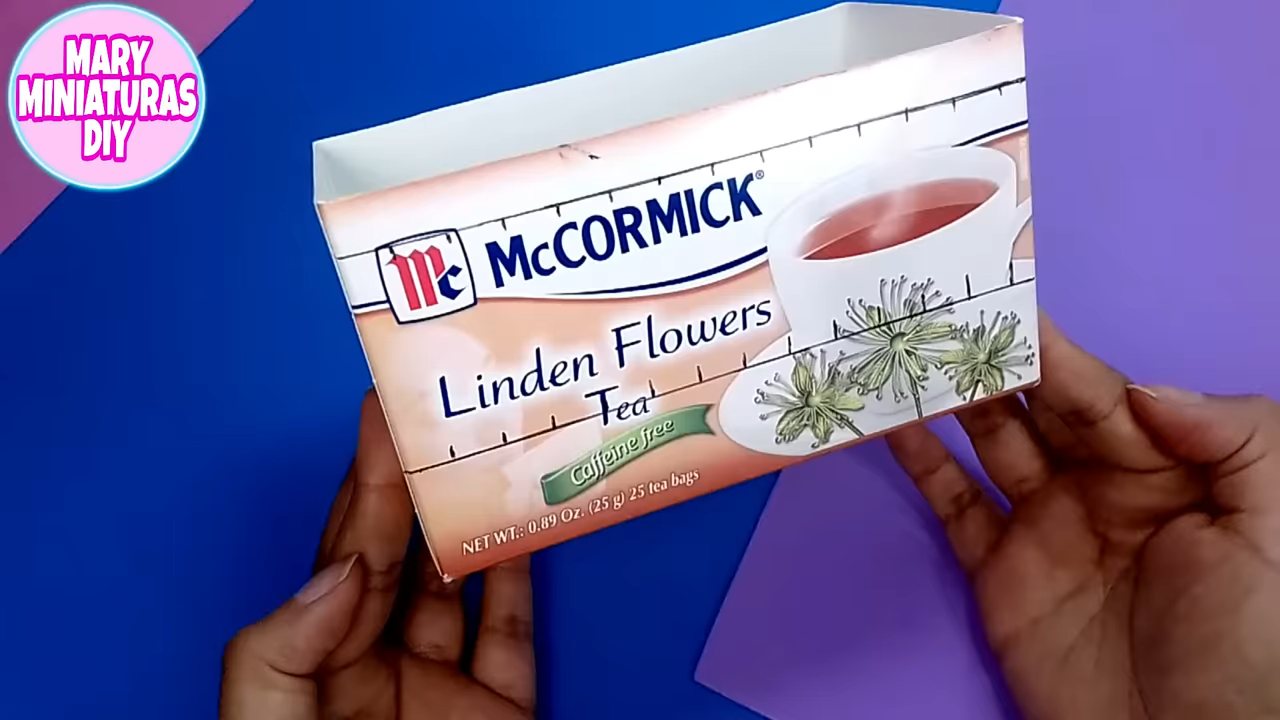 MARY
MINIATURAS
DIY
Mc McCORMICK®
Linden Flowers
Tea
Caffeine free
NET WT.: 0.89 Oz. (25 g) 25 tea bags